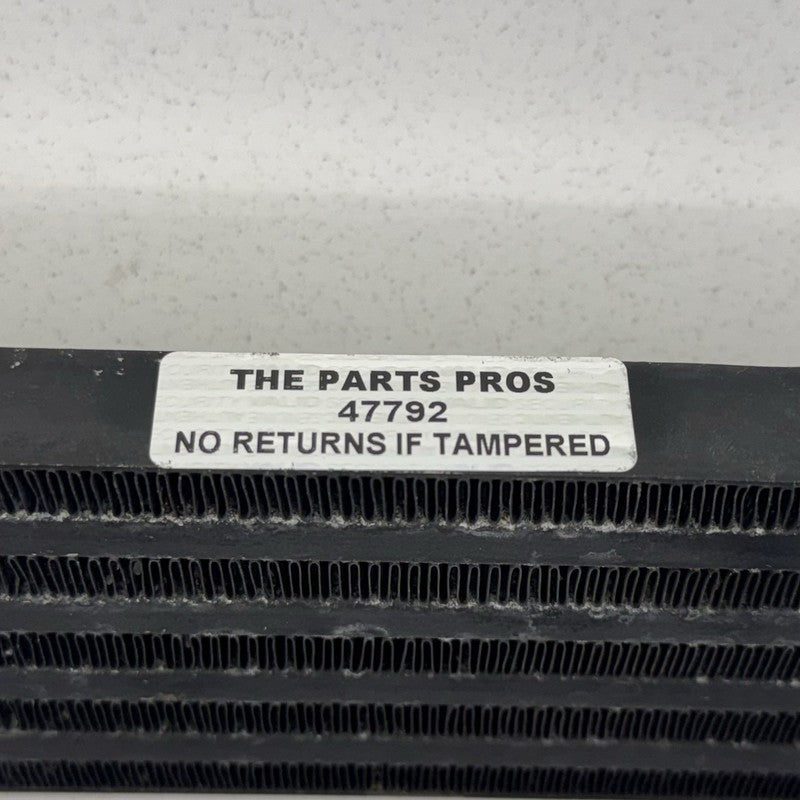 THE PARTS PROS
47792
NO RETURNS IF TAMPERED